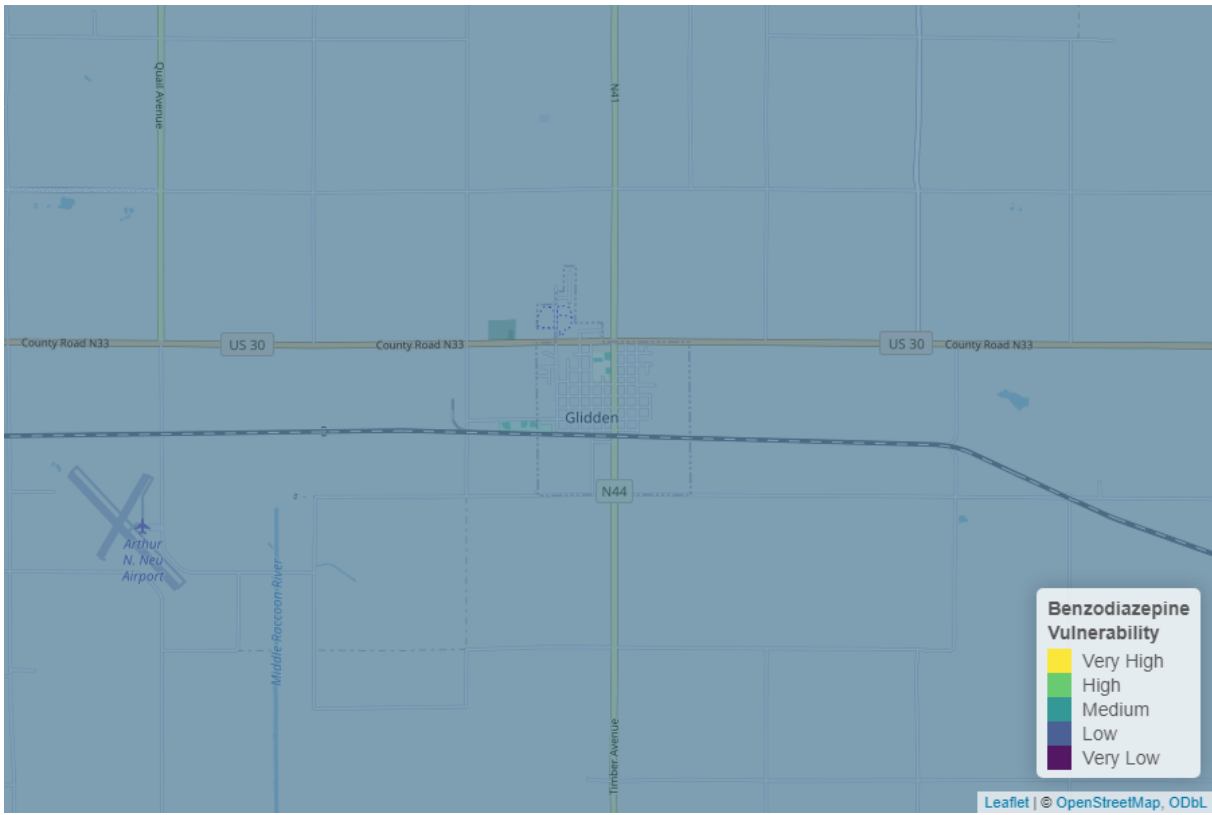 Quail Avenue
N41
County Road N33
US 30
County Road N33
US 30
County Road N33
Glidden
N44
Arthur
N. Neu
Airport
Middle Raccoon River
Timber Avenue
Benzodiazepine
Vulnerability
Very High
High
Medium
Low
Very Low
Leaflet | © OpenStreetMap, ODbL